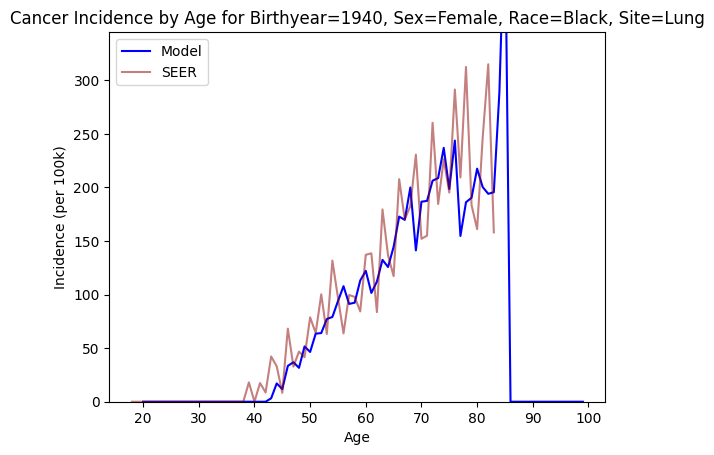 Cancer Incidence by Age for Birthyear=1940, Sex=Female, Race=Black, Site=Lung
Model
SEER
300
250
200
150
100
50
0
Incidence (per 100k)
20 30 40 50 60 70 80 90 100
Age